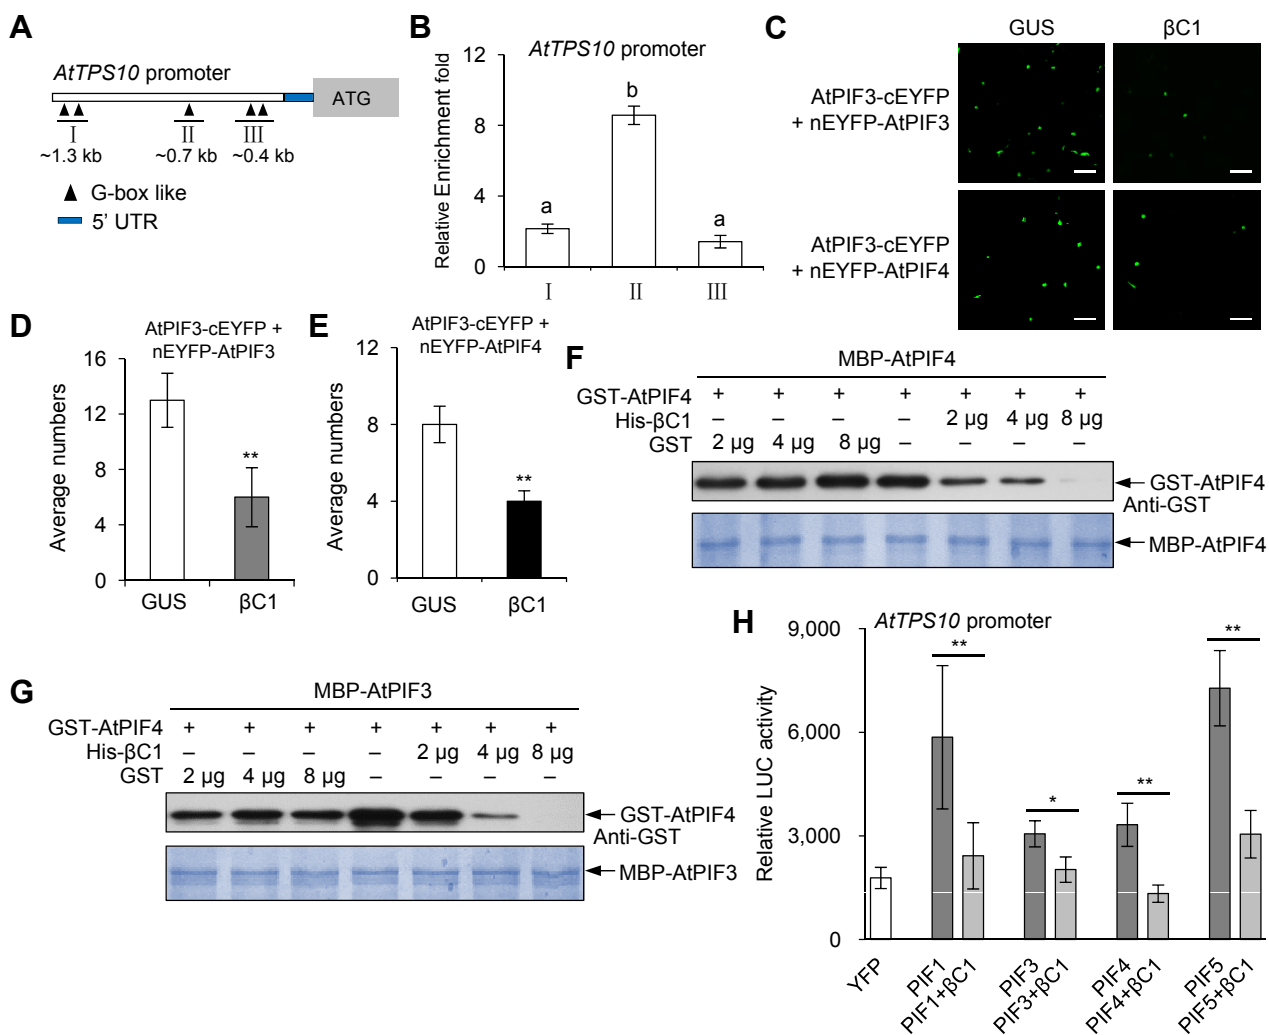 A
AtTPS10 promoter
ATG
I II III
~1.3 kb ~0.7 kb ~0.4 kb
G-box like
5' UTR
B
AtTPS10 promoter
Relative Enrichment fold
12
8
4
0
a
b
a
I II III
C
GUS βC1
AtPIF3-cEYFP
+ nEYFP-AtPIF3
AtPIF3-cEYFP
+ nEYFP-AtPIF4
D
AtPIF3-cEYFP +
nEYFP-AtPIF3
Average numbers
16
12
8
4
0
**
GUS βC1
E
AtPIF3-cEYFP +
nEYFP-AtPIF4
Average numbers
12
8
4
0
**
GUS βC1
F
MBP-AtPIF4
GST-AtPIF4 + + + + + + +
His-βC1 – – – – 2 µg 4 µg 8 µg
GST 2 µg 4 µg 8 µg – – – –
GST-AtPIF4
Anti-GST
MBP-AtPIF4
G
MBP-AtPIF3
GST-AtPIF4 + + + + + + +
His-βC1 – – – – 2 µg 4 µg 8 µg
GST 2 µg 4 µg 8 µg – – – –
GST-AtPIF4
Anti-GST
MBP-AtPIF3
H
AtTPS10 promoter
Relative LUC activity
9,000
6,000
3,000
0
**
*
**
**
YFP
PIF1
PIF1+βC1
PIF3
PIF3+βC1
PIF4
PIF4+βC1
PIF5
PIF5+βC1